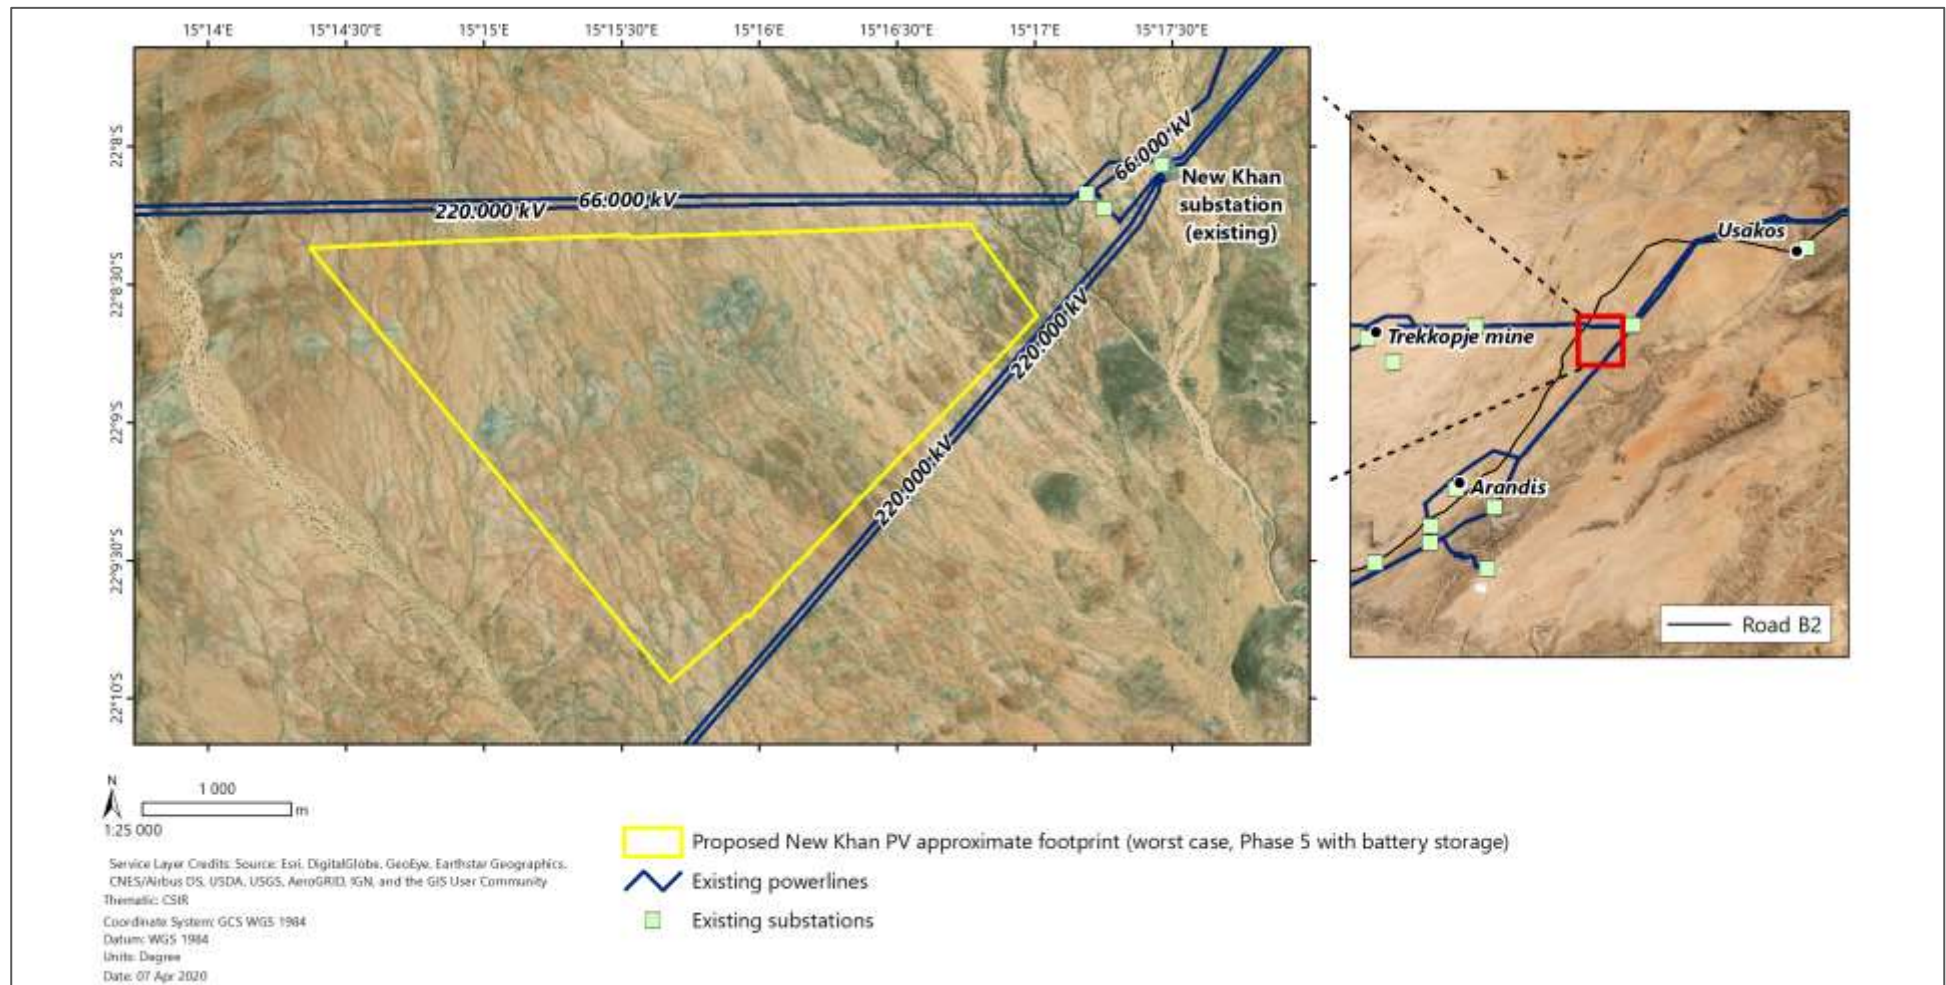 15°14'E 15°14'30"E 15°15'E 15°15'30"E 15°16'E 15°16'30"E 15°17'E 15°17'30"E
22°8'S
22°8'30"S
22°9'S
22°9'30"S
22°10'S
66.000 kV
66.000 kV
220.000 kV
New Khan
substation
(existing)
220.000 kV
220.000 kV
Usakos
Trekkopje mine
Arandis
Road B2
N
1 000
m
1:25 000
Service Layer Credits: Source: Esri, DigitalGlobe, GeoEye, Earthstar Geographics,
CNES/Airbus DS, USDA, USGS, AeroGRID, IGN, and the GIS User Community
Thematic: CSIR
Coordinate System: GCS WGS 1984
Datum: WGS 1984
Units: Degree
Date: 07 Apr 2020
Proposed New Khan PV approximate footprint (worst case, Phase 5 with battery storage)
Existing powerlines
Existing substations